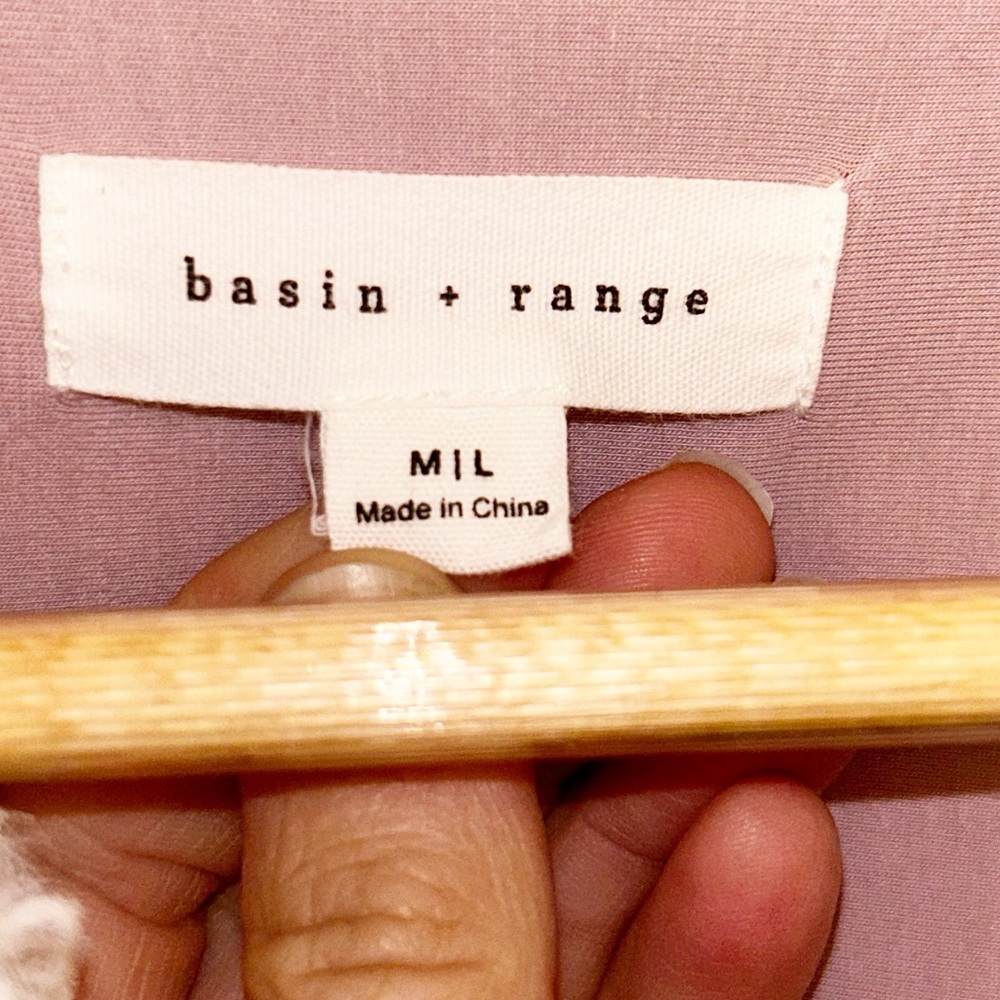 basin + range
M|L
Made in China